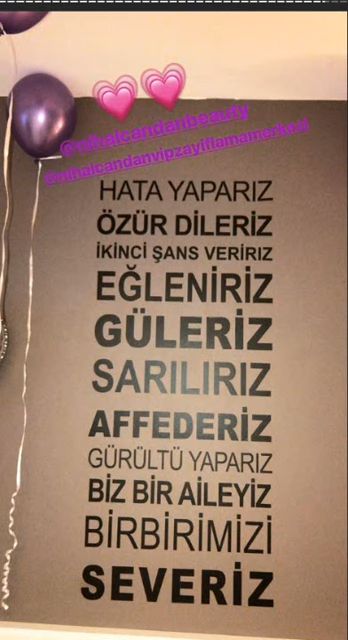 @nihalcandanbeauty
@nihalcandanvipzayiflamamerkezi
HATA YAPARIZ
ÖZÜR DİLERİZ
İKİNCİ ŞANS VERİRIZ
EĞLENİRİZ
GÜLERİZ
SARILIRIZ
AFFEDERİZ
GÜRÜLTÜ YAPARIZ
BİZ BİR AİLEYİZ
BİRBİRİMİZİ
SEVERİZ